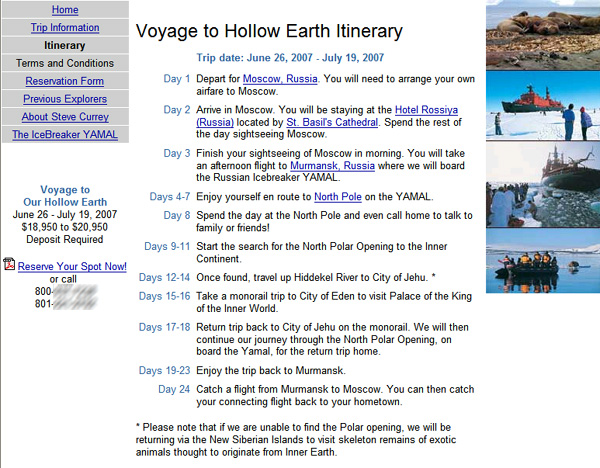 Home
Trip Information
Itinerary
Terms and Conditions
Reservation Form
Previous Explorers
About Steve Currey
The IceBreaker YAMAL
Voyage to
Our Hollow Earth
June 26 - July 19, 2007
$18,950 to $20,950
Deposit Required
Reserve Your Spot Now!
or call
800-
801-
Voyage to Hollow Earth Itinerary
Trip date: June 26, 2007 - July 19, 2007
Day 1 Depart for Moscow, Russia. You will need to arrange your own
airfare to Moscow.
Day 2 Arrive in Moscow. You will be staying at the Hotel Rossiya
(Russia) located by St. Basil's Cathedral. Spend the rest of
the day sightseeing Moscow.
Day 3 Finish your sightseeing of Moscow in morning. You will take
an afternoon flight to Murmansk, Russia where we will board
the Russian Icebreaker YAMAL.
Days 4-7 Enjoy yourself en route to North Pole on the YAMAL.
Day 8 Spend the day at the North Pole and even call home to talk to
family or friends!
Days 9-11 Start the search for the North Polar Opening to the Inner
Continent.
Days 12-14 Once found, travel up Hiddekel River to City of Jehu. *
Days 15-16 Take a monorail trip to City of Eden to visit Palace of the King
of the Inner World.
Days 17-18 Return trip back to City of Jehu on the monorail. We will then
continue our journey through the North Polar Opening, on
board the Yamal, for the return trip home.
Days 19-23 Enjoy the trip back to Murmansk.
Day 24 Catch a flight from Murmansk to Moscow. You can then catch
your connecting flight back to your hometown.
* Please note that if we are unable to find the Polar opening, we will be
returning via the New Siberian Islands to visit skeleton remains of exotic
animals thought to originate from Inner Earth.